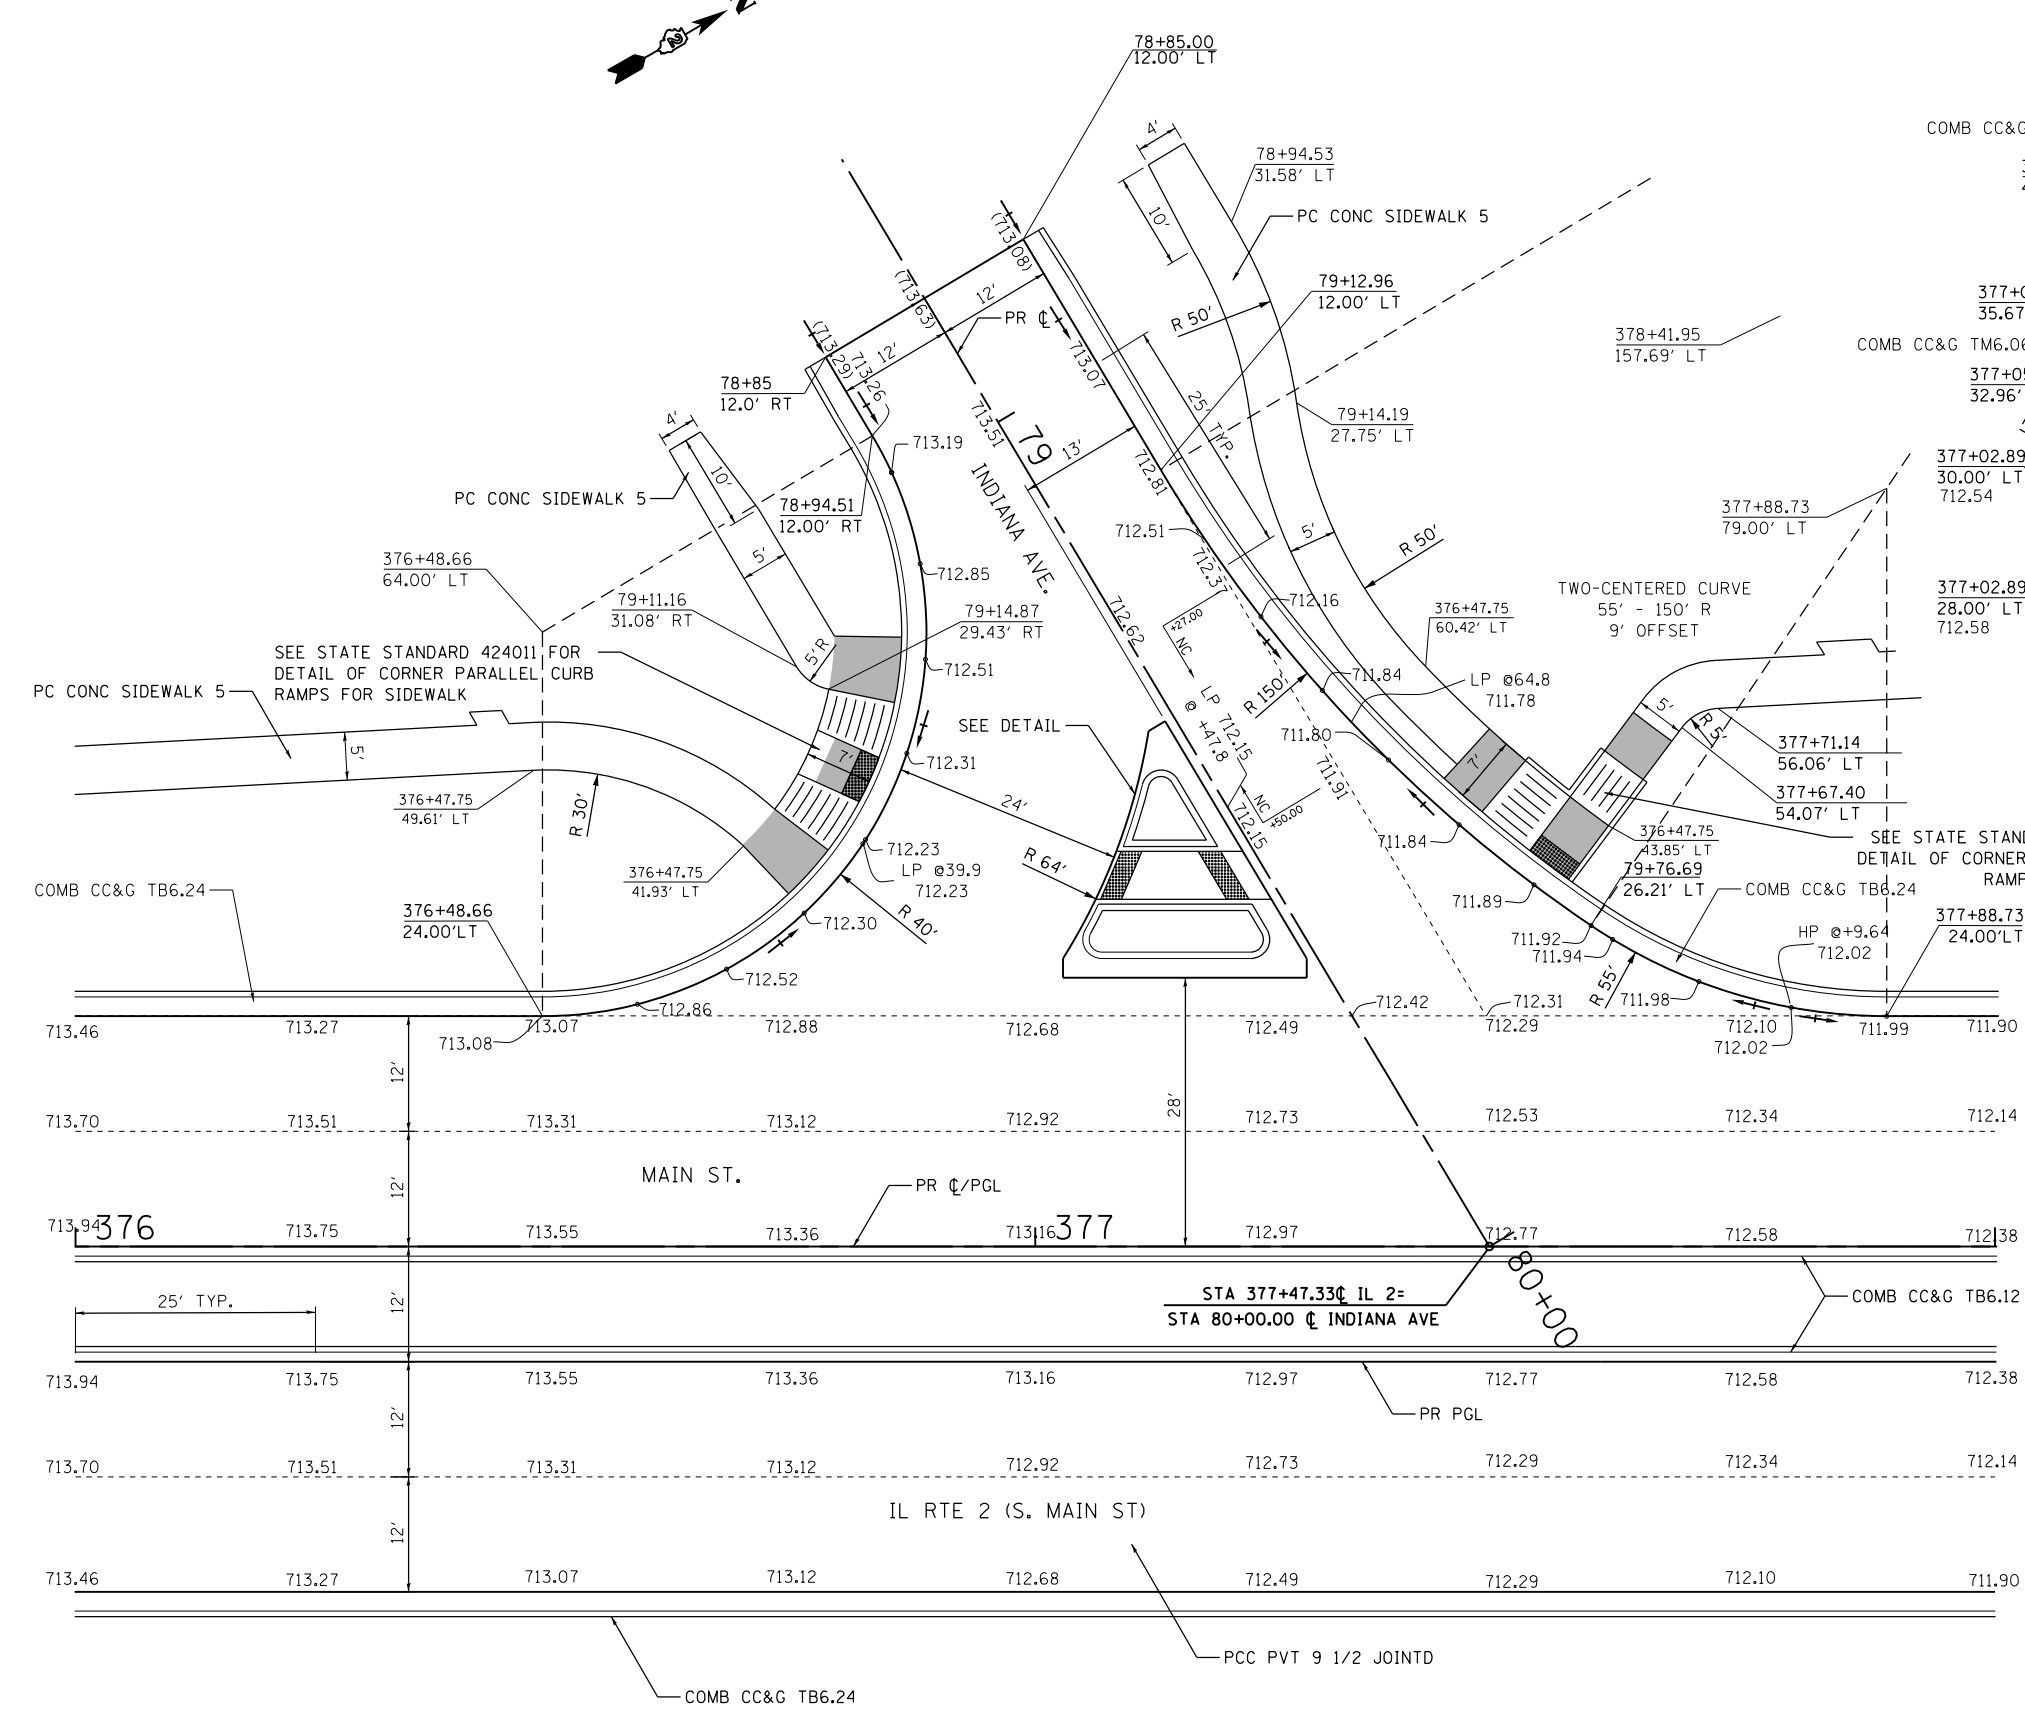 N
2
78+85.00
12.00' LT
4'
78+94.53
31.58' LT
COMB CC&G
10'
PC CONC SIDEWALK 5
(713.08)
(713.63)
12'
79+12.96
12.00' LT
R 50'
PR ℄
377+0
35.67
378+41.95
157.69' LT
COMB CC&G TM6.06
(713.29)
713.26
12'
713.07
78+85
12.0' RT
377+05
32.96'
4'
713.51
79
25' TYP.
79+14.19
27.75' LT
713.19
13'
10'
INDIANA AVE.
712.81
377+02.89
30.00' LT
712.54
PC CONC SIDEWALK 5
78+94.51
12.00' RT
377+88.73
79.00' LT
712.51
5'
R 50'
376+48.66
64.00' LT
5'
712.85
712.37
TWO-CENTERED CURVE
55' - 150' R
9' OFFSET
377+02.89
28.00' LT
712.58
79+11.16
31.08' RT
79+14.87
29.43' RT
712.62
+27.00
NC
712.16
376+47.75
60.42' LT
SEE STATE STANDARD 424011 FOR
DETAIL OF CORNER PARALLEL CURB
RAMPS FOR SIDEWALK
5'R
712.51
PC CONC SIDEWALK 5
711.84
LP @64.8
711.78
R 150'
LP 712.15
@ +47.8
5'
R 5'
SEE DETAIL
711.80
377+71.14
56.06' LT
5'
7'
712.31
711.91
7'
376+47.75
49.61' LT
R 30'
24'
NC
+50.00
712.15
377+67.40
54.07' LT
711.84
376+47.75
43.85' LT
SEE STATE STAN
DETAIL OF CORNER
RAMP
712.23
LP @39.9
712.23
R 64'
376+47.75
41.93' LT
79+76.69
26.21' LT
COMB CC&G TB6.24
COMB CC&G TB6.24
711.89
376+48.66
24.00'LT
712.30
R 40'
377+88.73
24.00'LT
711.92
711.94
HP @+9.64
712.02
712.52
R 55'
711.98
712.86
712.42
712.31
713.46
713.27
713.07
712.88
712.68
712.49
712.29
712.10
711.99
711.90
713.08
712.02
12'
28'
713.70
713.51
713.31
713.12
712.92
712.73
712.53
712.34
712.14
MAIN ST.
12'
PR ℄/PGL
713.94
376
713.75
713.55
713.36
713.16
377
712.97
712.77
712.58
712.38
80+00
25' TYP.
12'
STA 377+47.33℄ IL 2=
STA 80+00.00 ℄ INDIANA AVE
COMB CC&G TB6.12
713.94
713.75
713.55
713.36
713.16
712.97
712.77
712.58
712.38
12'
PR PGL
713.70
713.51
713.31
713.12
712.92
712.73
712.29
712.34
712.14
IL RTE 2 (S. MAIN ST)
12'
713.46
713.27
713.07
713.12
712.68
712.49
712.29
712.10
711.90
PCC PVT 9 1/2 JOINTD
COMB CC&G TB6.24